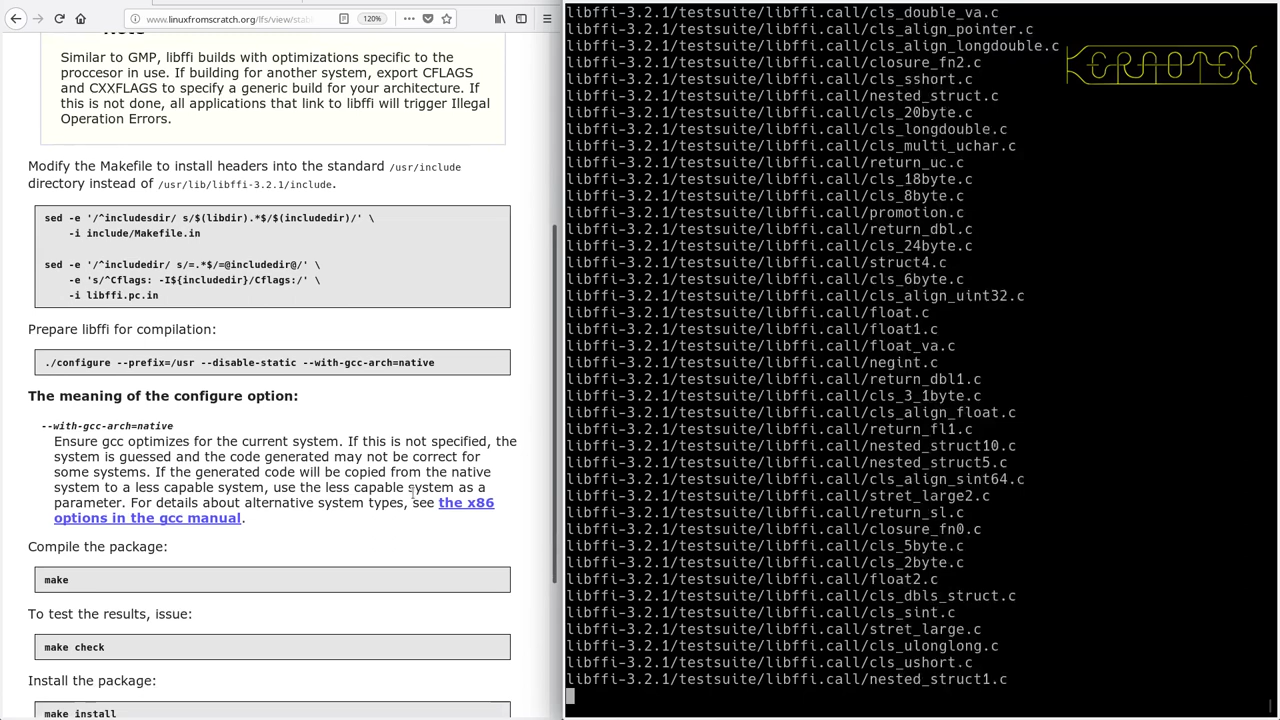 www.linuxfromscratch.org/lfs/view/stab
120%
Note
Similar to GMP, libffi builds with optimizations specific to the
proccesor in use. If building for another system, export CFLAGS
and CXXFLAGS to specify a generic build for your architecture. If
this is not done, all applications that link to libffi will trigger Illegal
Operation Errors.
Modify the Makefile to install headers into the standard /usr/include
directory instead of /usr/lib/libffi-3.2.1/include.
sed -e '/^includesdir/ s/$(libdir).*$/$(includedir)/' \
-i include/Makefile.in
sed -e '/^includedir/ s/=.*$/=@includedir@/' \
-e 's/^Cflags: -I${includedir}/Cflags:/' \
-i libffi.pc.in
Prepare libffi for compilation:
./configure --prefix=/usr --disable-static --with-gcc-arch=native
The meaning of the configure option:
--with-gcc-arch=native
Ensure gcc optimizes for the current system. If this is not specified, the
system is guessed and the code generated may not be correct for
some systems. If the generated code will be copied from the native
system to a less capable system, use the less capable system as a
parameter. For details about alternative system types, see the x86
options in the gcc manual.
Compile the package:
make
To test the results, issue:
make check
Install the package:
make install
libffi-3.2.1/testsuite/libffi.call/cls_double_va.c
libffi-3.2.1/testsuite/libffi.call/cls_align_pointer.c
libffi-3.2.1/testsuite/libffi.call/cls_align_longdouble.c
libffi-3.2.1/testsuite/libffi.call/closure_fn2.c
libffi-3.2.1/testsuite/libffi.call/cls_sshort.c
libffi-3.2.1/testsuite/libffi.call/nested_struct.c
libffi-3.2.1/testsuite/libffi.call/cls_20byte.c
libffi-3.2.1/testsuite/libffi.call/cls_longdouble.c
libffi-3.2.1/testsuite/libffi.call/cls_multi_uchar.c
libffi-3.2.1/testsuite/libffi.call/return_uc.c
libffi-3.2.1/testsuite/libffi.call/cls_18byte.c
libffi-3.2.1/testsuite/libffi.call/cls_8byte.c
libffi-3.2.1/testsuite/libffi.call/promotion.c
libffi-3.2.1/testsuite/libffi.call/return_dbl.c
libffi-3.2.1/testsuite/libffi.call/cls_24byte.c
libffi-3.2.1/testsuite/libffi.call/struct4.c
libffi-3.2.1/testsuite/libffi.call/cls_6byte.c
libffi-3.2.1/testsuite/libffi.call/cls_align_uint32.c
libffi-3.2.1/testsuite/libffi.call/float.c
libffi-3.2.1/testsuite/libffi.call/float1.c
libffi-3.2.1/testsuite/libffi.call/float_va.c
libffi-3.2.1/testsuite/libffi.call/negint.c
libffi-3.2.1/testsuite/libffi.call/return_dbl1.c
libffi-3.2.1/testsuite/libffi.call/cls_3_1byte.c
libffi-3.2.1/testsuite/libffi.call/cls_align_float.c
libffi-3.2.1/testsuite/libffi.call/return_fl1.c
libffi-3.2.1/testsuite/libffi.call/nested_struct10.c
libffi-3.2.1/testsuite/libffi.call/nested_struct5.c
libffi-3.2.1/testsuite/libffi.call/cls_align_sint64.c
libffi-3.2.1/testsuite/libffi.call/stret_large2.c
libffi-3.2.1/testsuite/libffi.call/return_sl.c
libffi-3.2.1/testsuite/libffi.call/closure_fn0.c
libffi-3.2.1/testsuite/libffi.call/cls_5byte.c
libffi-3.2.1/testsuite/libffi.call/cls_2byte.c
libffi-3.2.1/testsuite/libffi.call/float2.c
libffi-3.2.1/testsuite/libffi.call/cls_dbls_struct.c
libffi-3.2.1/testsuite/libffi.call/cls_sint.c
libffi-3.2.1/testsuite/libffi.call/stret_large.c
libffi-3.2.1/testsuite/libffi.call/cls_ulonglong.c
libffi-3.2.1/testsuite/libffi.call/cls_ushort.c
libffi-3.2.1/testsuite/libffi.call/nested_struct1.c